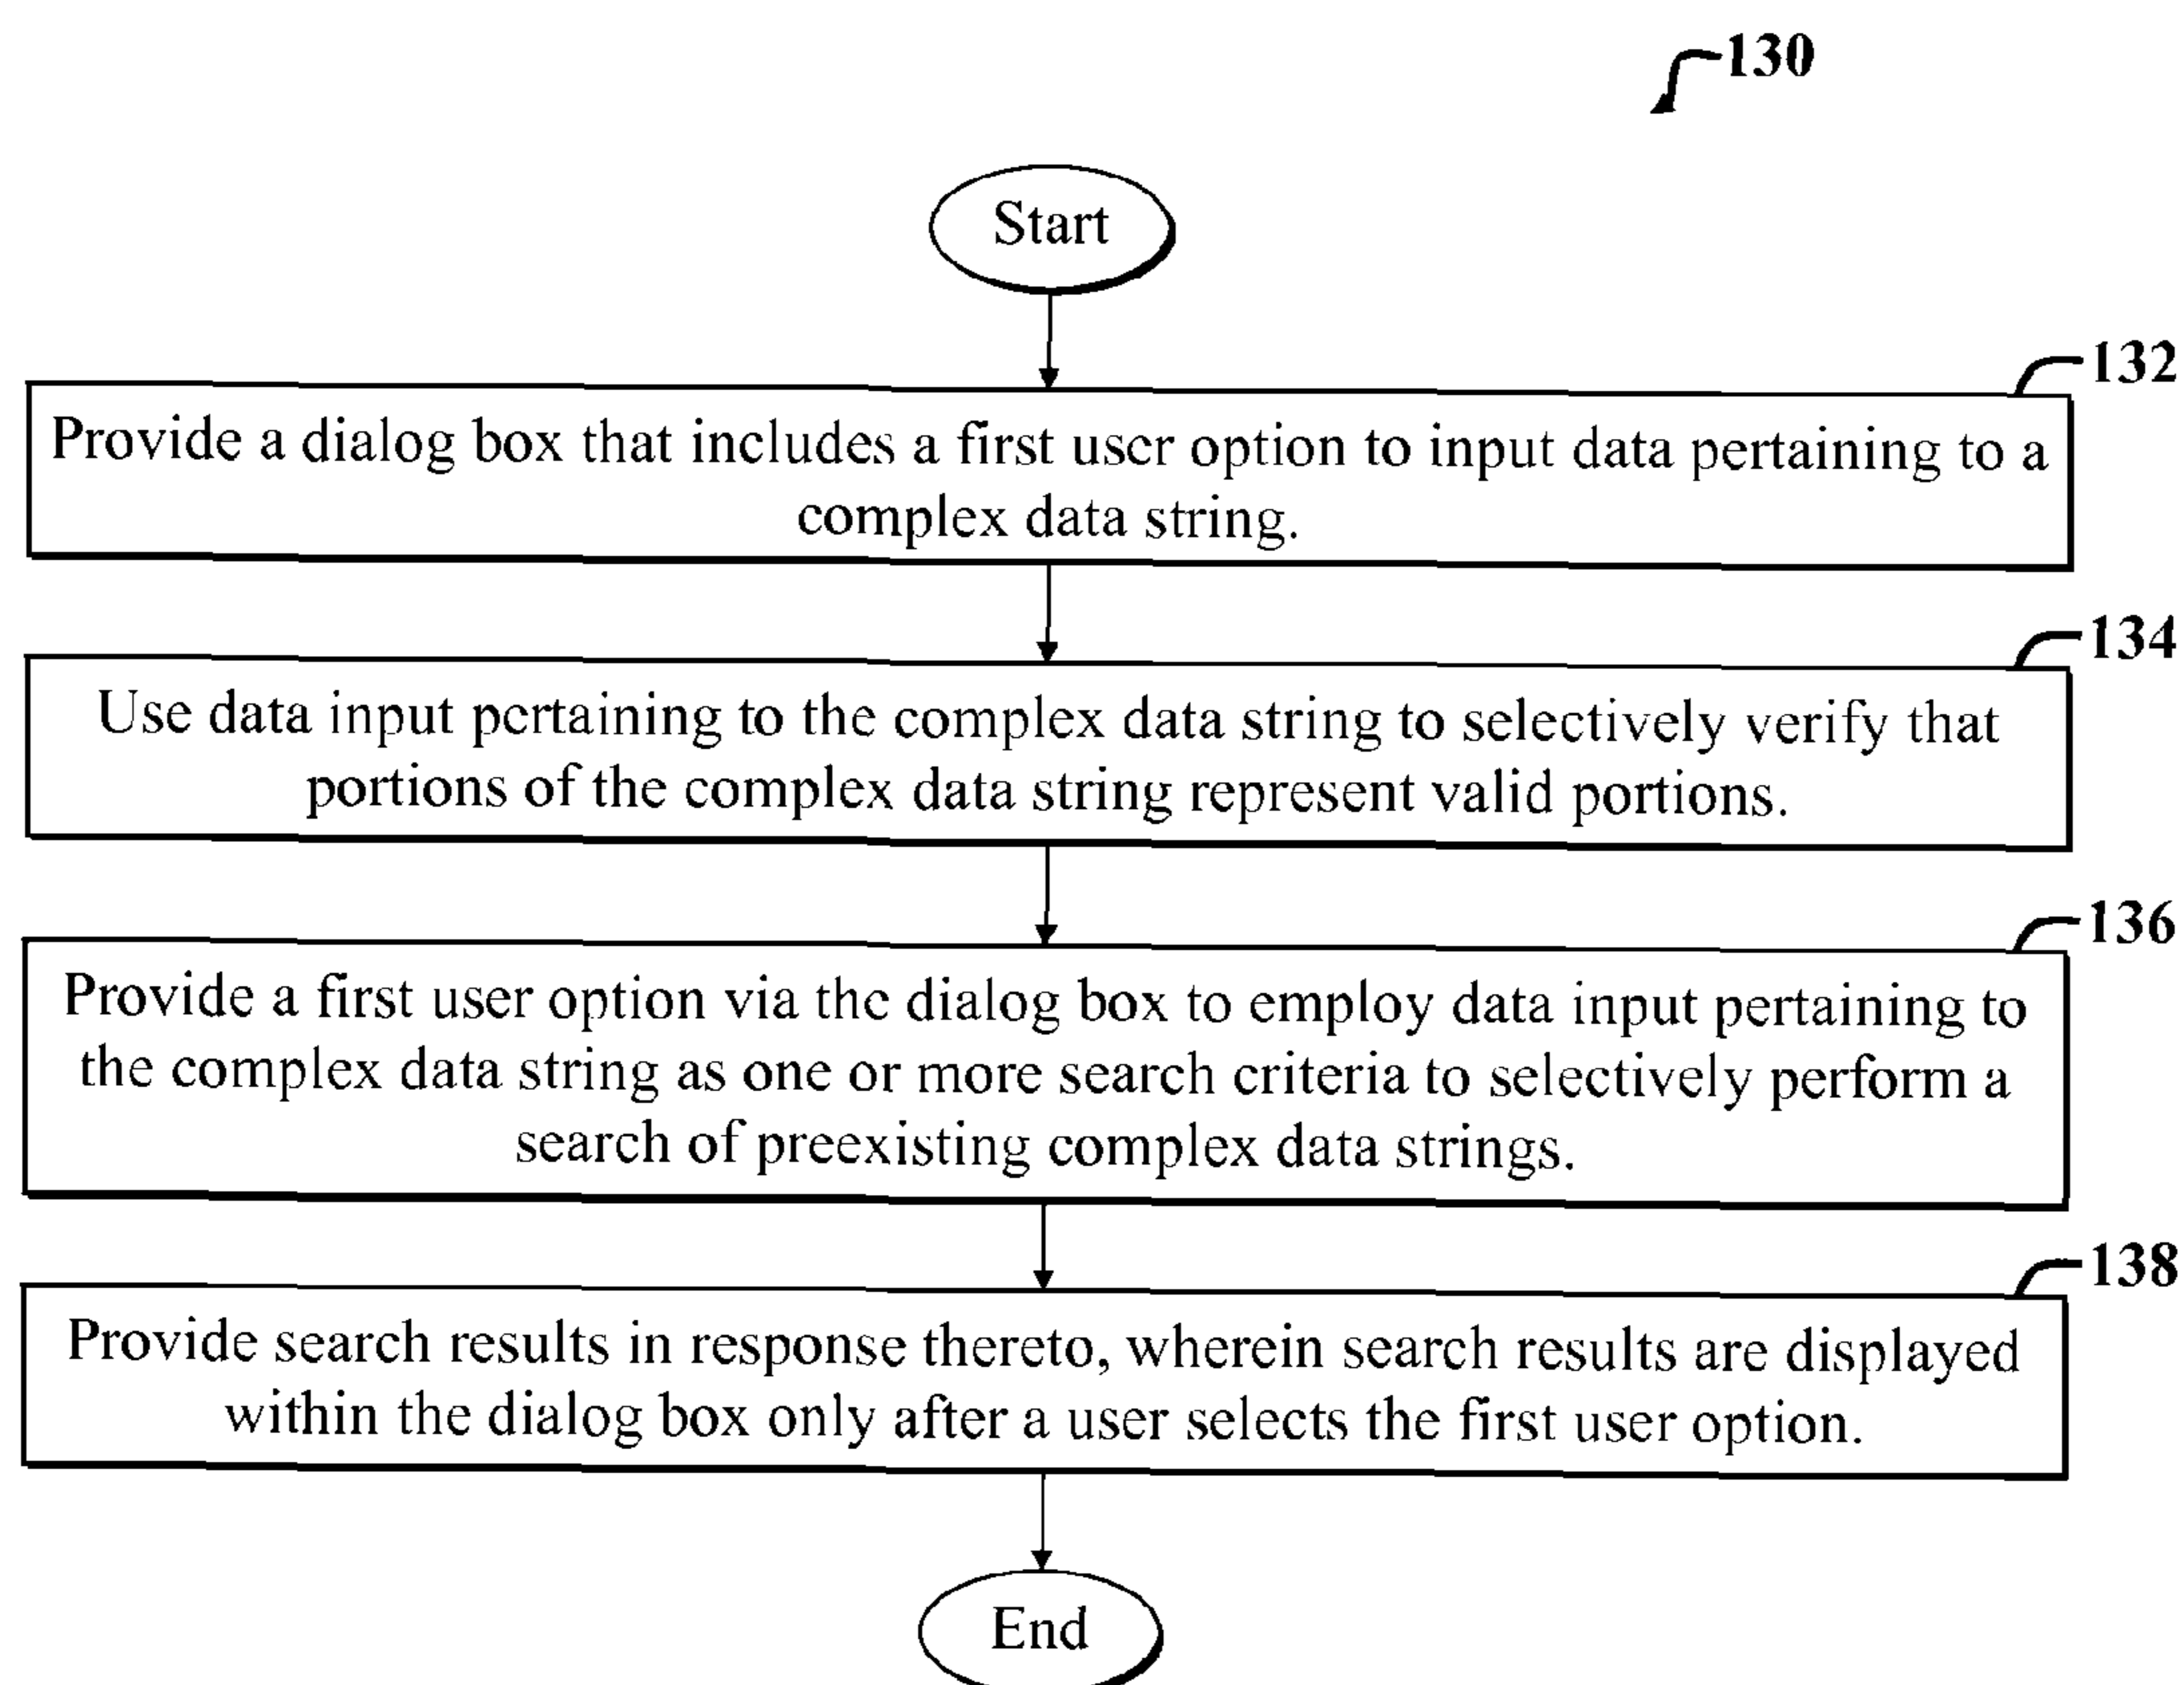 130
Start
132
Provide a dialog box that includes a first user option to input data pertaining to a
complex data string.
134
Use data input pertaining to the complex data string to selectively verify that
portions of the complex data string represent valid portions.
136
Provide a first user option via the dialog box to employ data input pertaining to
the complex data string as one or more search criteria to selectively perform a
search of preexisting complex data strings.
138
Provide search results in response thereto, wherein search results are displayed
within the dialog box only after a user selects the first user option.
End